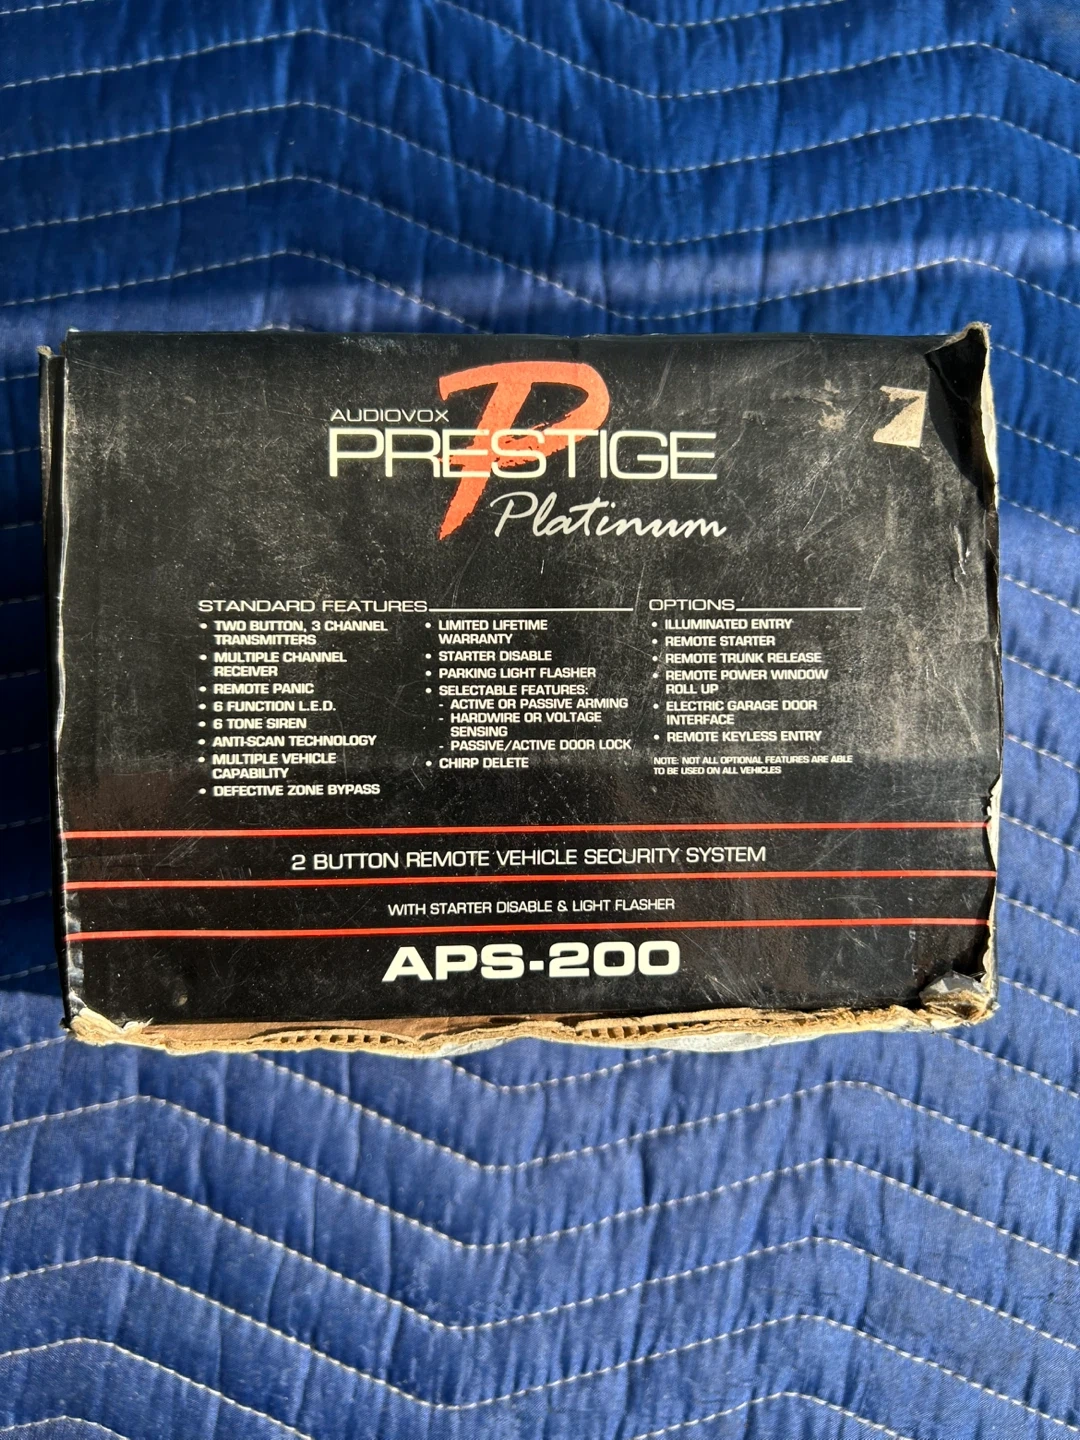 AUDIOVOX
PRESTIGE
Platinum
STANDARD FEATURES
• TWO BUTTON, 3 CHANNEL
TRANSMITTERS
• MULTIPLE CHANNEL
RECEIVER
• REMOTE PANIC
• 6 FUNCTION L.E.D.
• 6 TONE SIREN
• ANTI-SCAN TECHNOLOGY
• MULTIPLE VEHICLE
CAPABILITY
• DEFECTIVE ZONE BYPASS
• LIMITED LIFETIME
WARRANTY
• STARTER DISABLE
• PARKING LIGHT FLASHER
• SELECTABLE FEATURES:
- ACTIVE OR PASSIVE ARMING
- HARDWIRE OR VOLTAGE
SENSING
- PASSIVE/ACTIVE DOOR LOCK
• CHIRP DELETE
OPTIONS
• ILLUMINATED ENTRY
• REMOTE STARTER
• REMOTE TRUNK RELEASE
• REMOTE POWER WINDOW
ROLL UP
• ELECTRIC GARAGE DOOR
INTERFACE
• REMOTE KEYLESS ENTRY
NOTE: NOT ALL OPTIONAL FEATURES ARE ABLE
TO BE USED ON ALL VEHICLES
2 BUTTON REMOTE VEHICLE SECURITY SYSTEM
WITH STARTER DISABLE & LIGHT FLASHER
APS-200